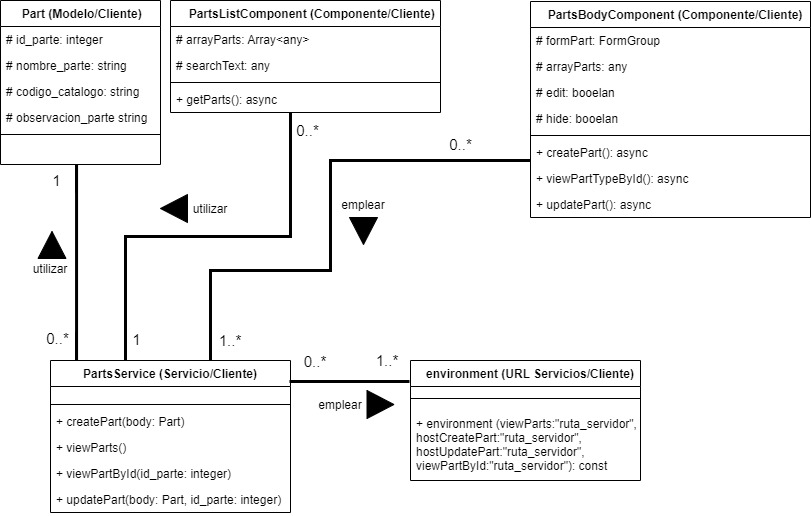 Part (Modelo/Cliente)
# id_parte: integer
# nombre_parte: string
# codigo_catalogo: string
# observacion_parte string
PartsListComponent (Componente/Cliente)
# arrayParts: Array<any>
# searchText: any
+ getParts(): async
PartsBodyComponent (Componente/Cliente)
# formPart: FormGroup
# arrayParts: any
# edit: booelan
# hide: booelan
+ createPart(): async
+ viewPartTypeById(): async
+ updatePart(): async
0..*
0..*
1
utilizar
emplear
utilizar
0..*
1
1..*
PartsService (Servicio/Cliente)
+ createPart(body: Part)
+ viewParts()
+ viewPartById(id_parte: integer)
+ updatePart(body: Part, id_parte: integer)
0..*
1..*
emplear
environment (URL Servicios/Cliente)
+ environment (viewParts:"ruta_servidor",
hostCreatePart:"ruta_servidor",
hostUpdatePart:"ruta_servidor",
viewPartById:"ruta_servidor"): const